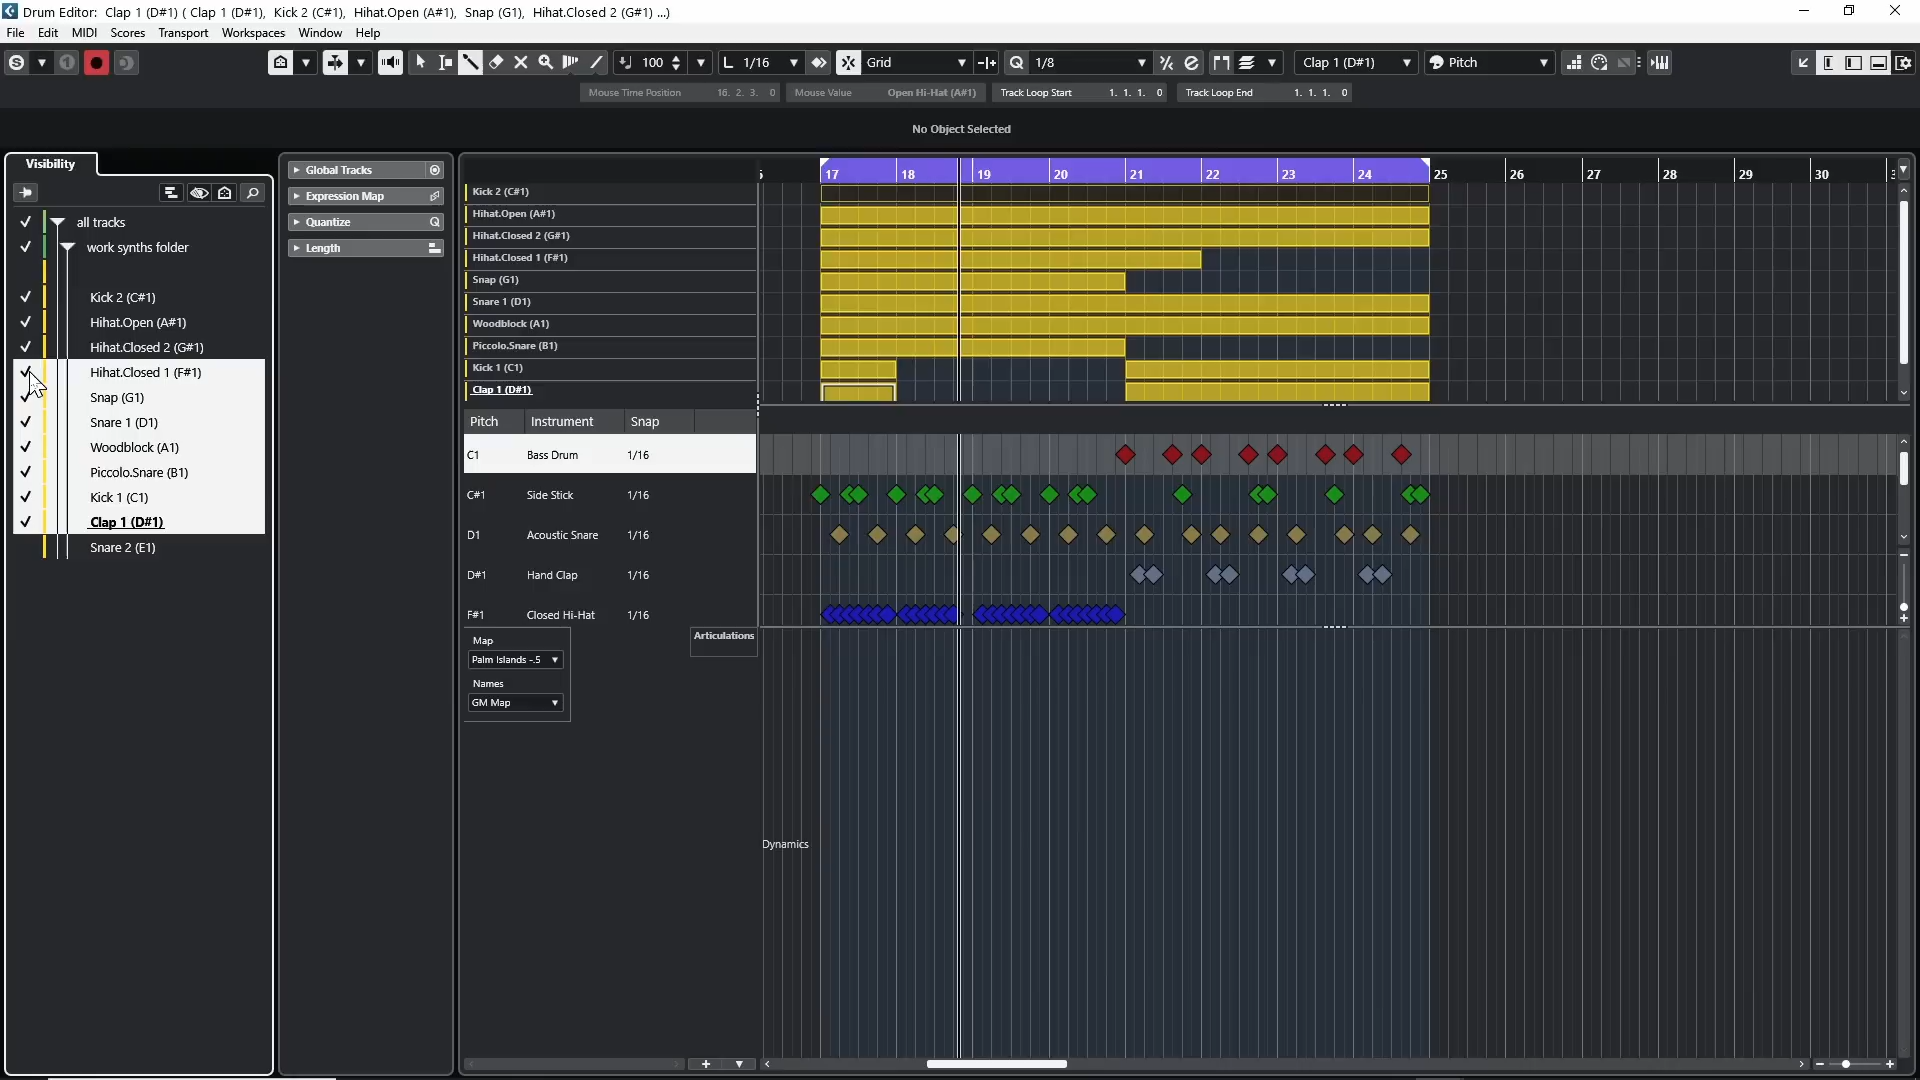 Drum Editor: Clap 1 (D#1) ( Clap 1 (D#1), Kick 2 (C#1), Hihat.Open (A#1), Snap (G1), Hihat.Closed 2 (G#1) ...)
File Edit MIDI Scores Transport Workspaces Window Help
100 1/16 Grid 1/8 Clap 1 (D#1) Pitch
Mouse Time Position 16. 2. 3. 0 Mouse Value Open Hi-Hat (A#1) Track Loop Start 1. 1. 1. 0 Track Loop End 1. 1. 1. 0
No Object Selected
Visibility
all tracks
work synths folder
Kick 2 (C#1)
Hihat.Open (A#1)
Hihat.Closed 2 (G#1)
Hihat.Closed 1 (F#1)
Snap (G1)
Snare 1 (D1)
Woodblock (A1)
Piccolo.Snare (B1)
Kick 1 (C1)
Clap 1 (D#1)
Snare 2 (E1)
Global Tracks
Expression Map
Quantize
Length
17 18 19 20 21 22 23 24 25 26 27 28 29 30
Kick 2 (C#1)
Hihat.Open (A#1)
Hihat.Closed 2 (G#1)
Hihat.Closed 1 (F#1)
Snap (G1)
Snare 1 (D1)
Woodblock (A1)
Piccolo.Snare (B1)
Kick 1 (C1)
Clap 1 (D#1)
Pitch Instrument Snap
C1 Bass Drum 1/16
C#1 Side Stick 1/16
D1 Acoustic Snare 1/16
D#1 Hand Clap 1/16
F#1 Closed Hi-Hat 1/16
Map
Palm Islands -.5
Names
GM Map
Articulations
Dynamics